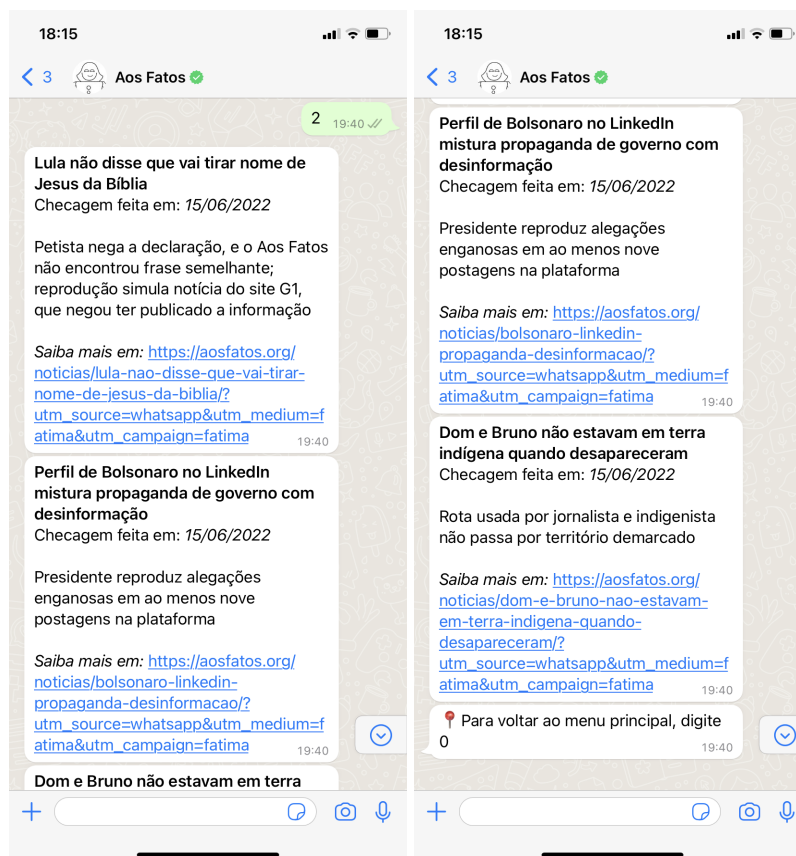 18:15
3
Aos Fatos
2
19:40
Lula não disse que vai tirar nome de
Jesus da Bíblia
Checagem feita em: 15/06/2022
Petista nega a declaração, e o Aos Fatos
não encontrou frase semelhante;
reprodução simula notícia do site G1,
que negou ter publicado a informação
Saiba mais em: https://aosfatos.org/
noticias/lula-nao-disse-que-vai-tirar-
nome-de-jesus-da-biblia/?
utm_source=whatsapp&utm_medium=f
atima&utm_campaign=fatima
19:40
Perfil de Bolsonaro no LinkedIn
mistura propaganda de governo com
desinformação
Checagem feita em: 15/06/2022
Presidente reproduz alegações
enganosas em ao menos nove
postagens na plataforma
Saiba mais em: https://aosfatos.org/
noticias/bolsonaro-linkedin-
propaganda-desinformacao/?
utm_source=whatsapp&utm_medium=f
atima&utm_campaign=fatima
19:40
Dom e Bruno não estavam em terra
18:15
3
Aos Fatos
Perfil de Bolsonaro no LinkedIn
mistura propaganda de governo com
desinformação
Checagem feita em: 15/06/2022
Presidente reproduz alegações
enganosas em ao menos nove
postagens na plataforma
Saiba mais em: https://aosfatos.org/
noticias/bolsonaro-linkedin-
propaganda-desinformacao/?
utm_source=whatsapp&utm_medium=f
atima&utm_campaign=fatima
19:40
Dom e Bruno não estavam em terra
indígena quando desapareceram
Checagem feita em: 15/06/2022
Rota usada por jornalista e indigenista
não passa por território demarcado
Saiba mais em: https://aosfatos.org/
noticias/dom-e-bruno-nao-estavam-
em-terra-indigena-quando-
desapareceram/?
utm_source=whatsapp&utm_medium=f
atima&utm_campaign=fatima
19:40
📍 Para voltar ao menu principal, digite
0
19:40